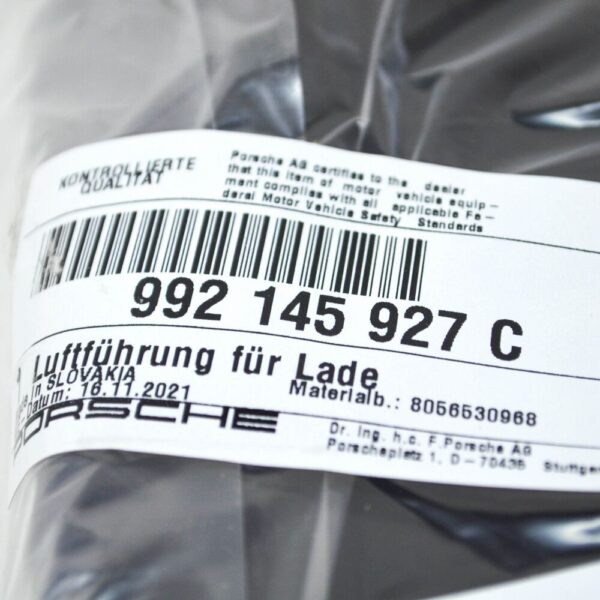 KONTROLLIERTE
QUALITÄT
Porsche AG certifies to the dealer
that this item of motor vehicle equip-
ment complies with all applicable Fe-
deral Motor Vehicle Safety Standards
992 145 927 C
Luftführung für Lade
in SLOVAKIA
Datum: 16.11.2021
Materialb.: 8056530968
PORSCHE
Dr. Ing. h.c. F.Porsche AG
Porscheplatz 1, D-70435 Stuttgart